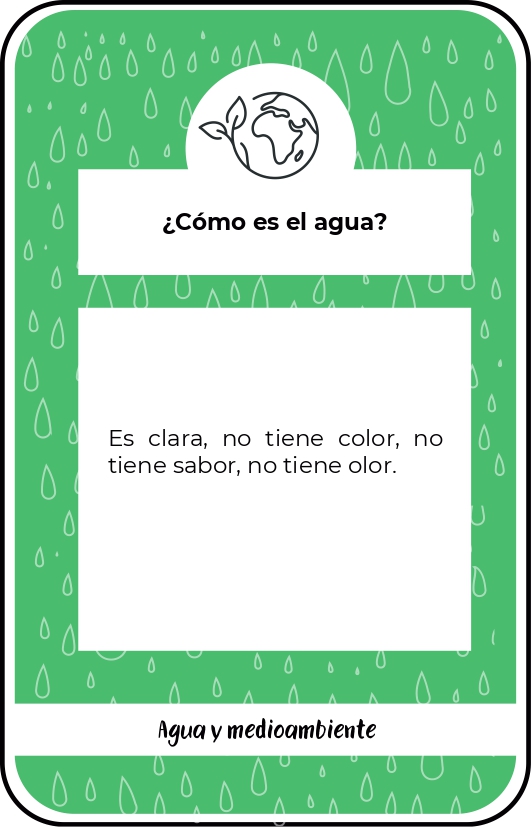 ¿Cómo es el agua?
Es clara, no tiene color, no
tiene sabor, no tiene olor.
Agua y medioambiente